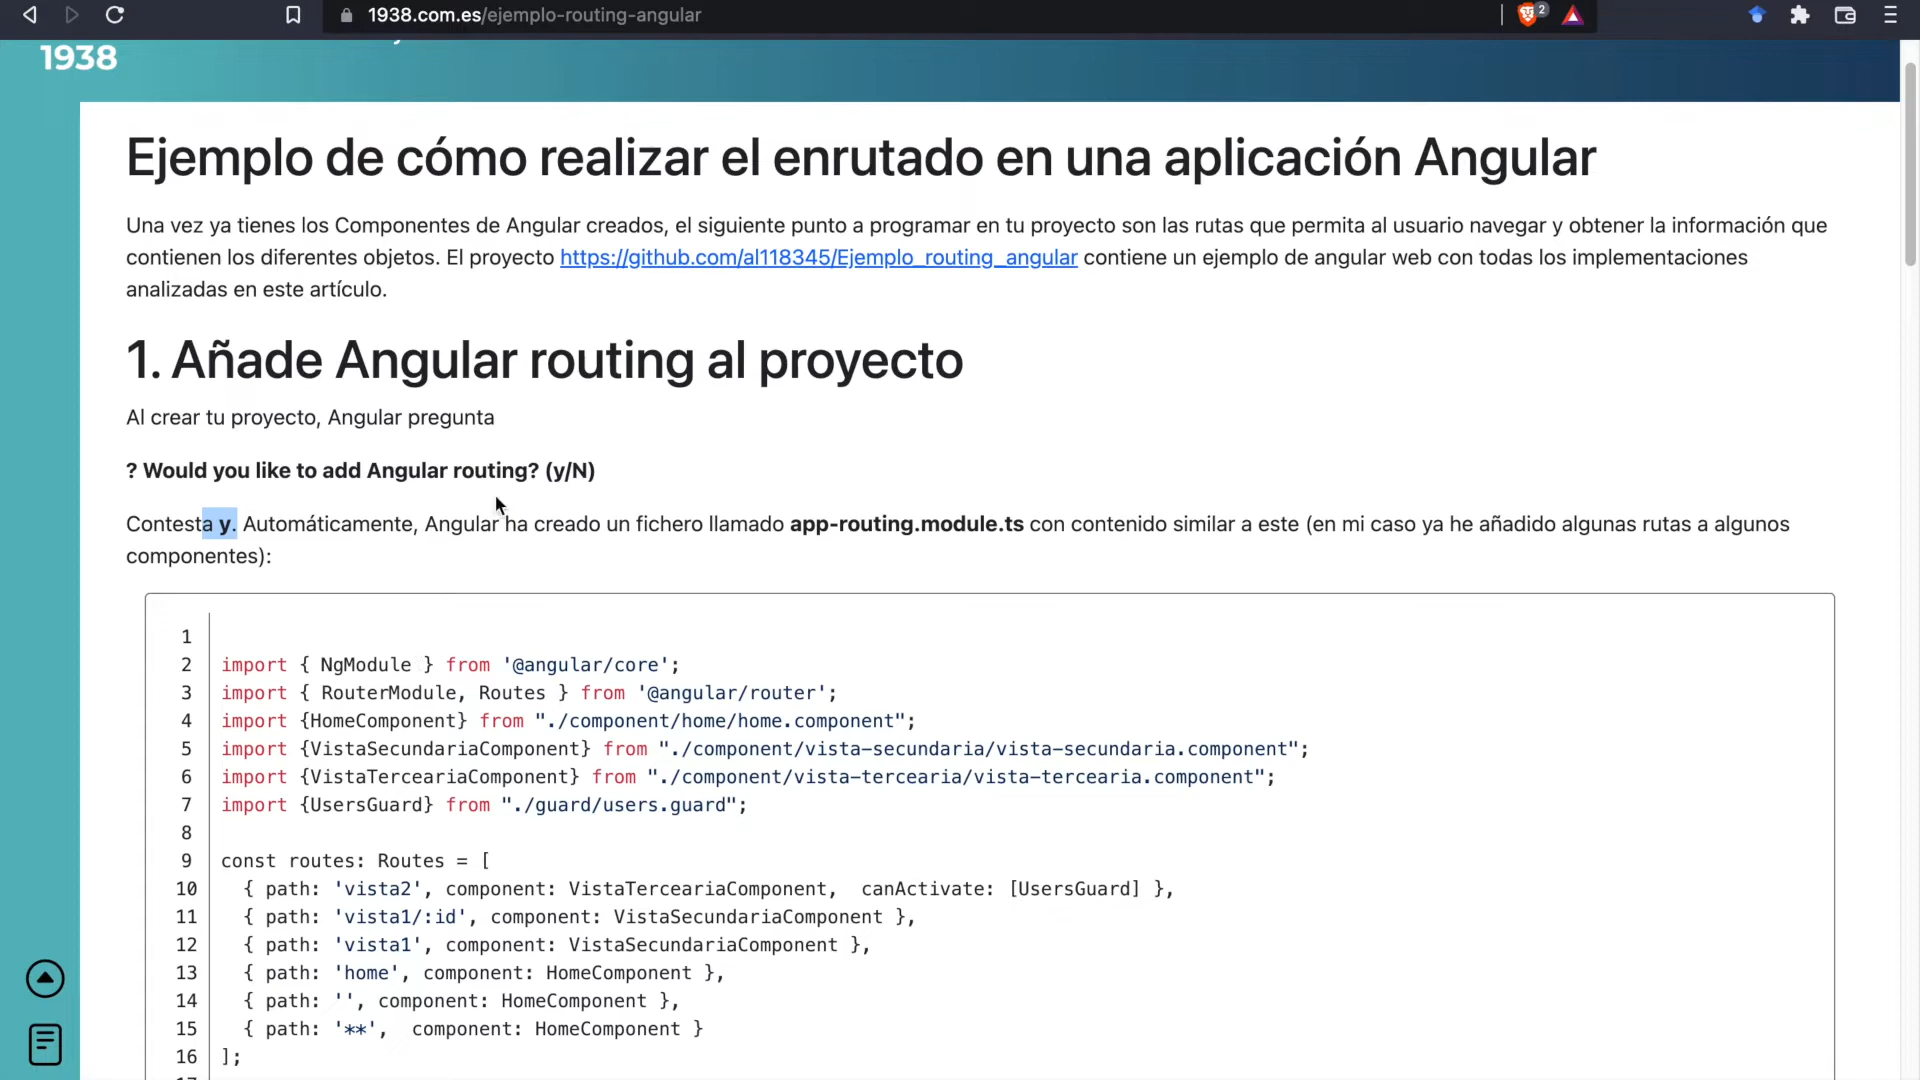 1938.com.es/ejemplo-routing-angular
2
1938
Ejemplo de cómo realizar el enrutado en una aplicación Angular
Una vez ya tienes los Componentes de Angular creados, el siguiente punto a programar en tu proyecto son las rutas que permita al usuario navegar y obtener la información que
contienen los diferentes objetos. El proyecto https://github.com/al118345/Ejemplo_routing_angular contiene un ejemplo de angular web con todas los implementaciones
analizadas en este artículo.
1. Añade Angular routing al proyecto
Al crear tu proyecto, Angular pregunta
? Would you like to add Angular routing? (y/N)
Contesta y. Automáticamente, Angular ha creado un fichero llamado app-routing.module.ts con contenido similar a este (en mi caso ya he añadido algunas rutas a algunos
componentes):
1
2 import { NgModule } from '@angular/core';
3 import { RouterModule, Routes } from '@angular/router';
4 import {HomeComponent} from "./component/home/home.component";
5 import {VistaSecundariaComponent} from "./component/vista-secundaria/vista-secundaria.component";
6 import {VistaTerceariaComponent} from "./component/vista-tercearia/vista-tercearia.component";
7 import {UsersGuard} from "./guard/users.guard";
8
9 const routes: Routes = [
10 { path: 'vista2', component: VistaTerceariaComponent, canActivate: [UsersGuard] },
11 { path: 'vista1/:id', component: VistaSecundariaComponent },
12 { path: 'vista1', component: VistaSecundariaComponent },
13 { path: 'home', component: HomeComponent },
14 { path: '', component: HomeComponent },
15 { path: '**', component: HomeComponent }
16 ];